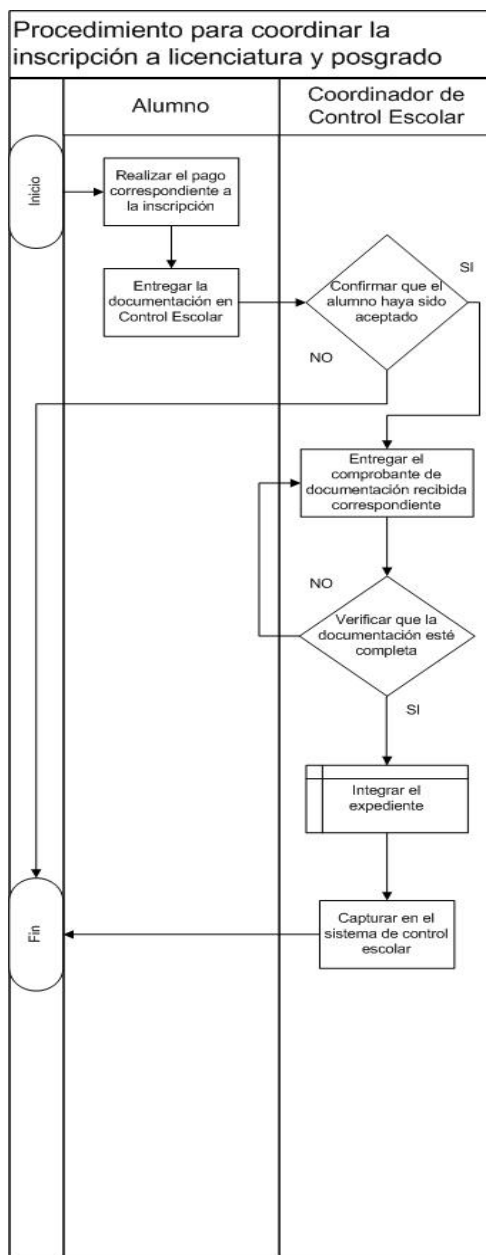 Procedimiento para coordinar la
inscripción a licenciatura y posgrado
Alumno
Coordinador de
Control Escolar
Inicio
Realizar el pago
correspondiente a
la inscripción
Entregar la
documentación en
Control Escolar
Confirmar que el
alumno haya sido
aceptado
SI
NO
Entregar el
comprobante de
documentación recibida
correspondiente
NO
Verificar que la
documentación esté
completa
SI
Integrar el
expediente
Capturar en el
sistema de control
escolar
Fin